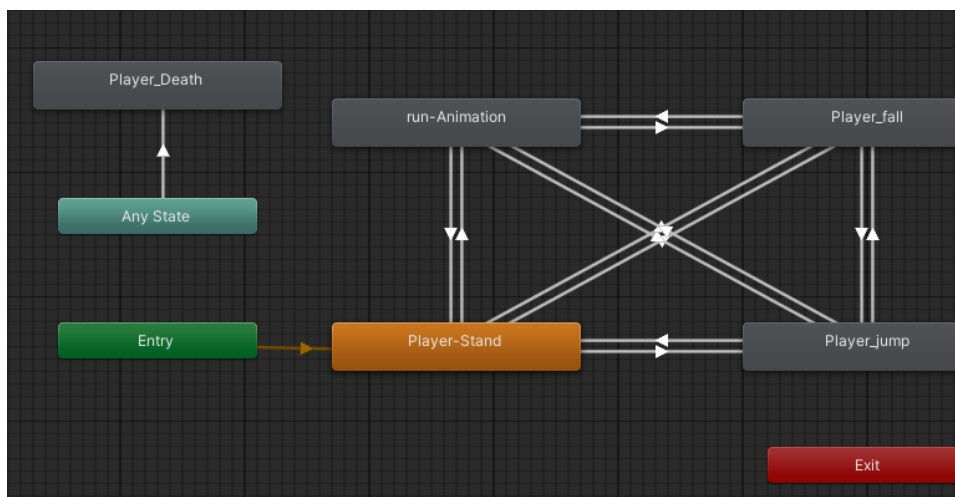 Player_Death
run-Animation
Player_fall
Any State
Entry
Player-Stand
Player_jump
Exit